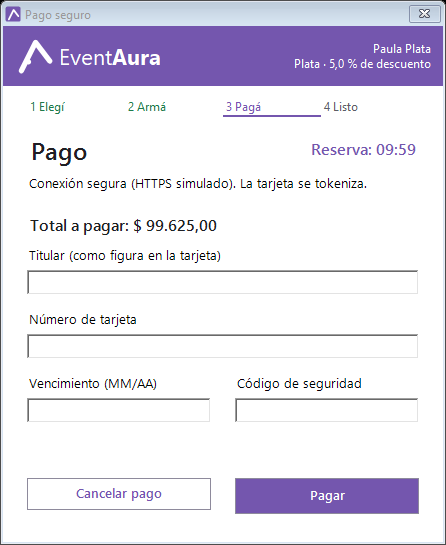 Pago seguro
EventAura
Paula Plata
Plata · 5,0 % de descuento
1 Elegí
2 Armá
3 Pagá
4 Listo
Pago
Reserva: 09:59
Conexión segura (HTTPS simulado). La tarjeta se tokeniza.
Total a pagar: $ 99.625,00
Titular (como figura en la tarjeta)
Número de tarjeta
Vencimiento (MM/AA)
Código de seguridad
Cancelar pago
Pagar